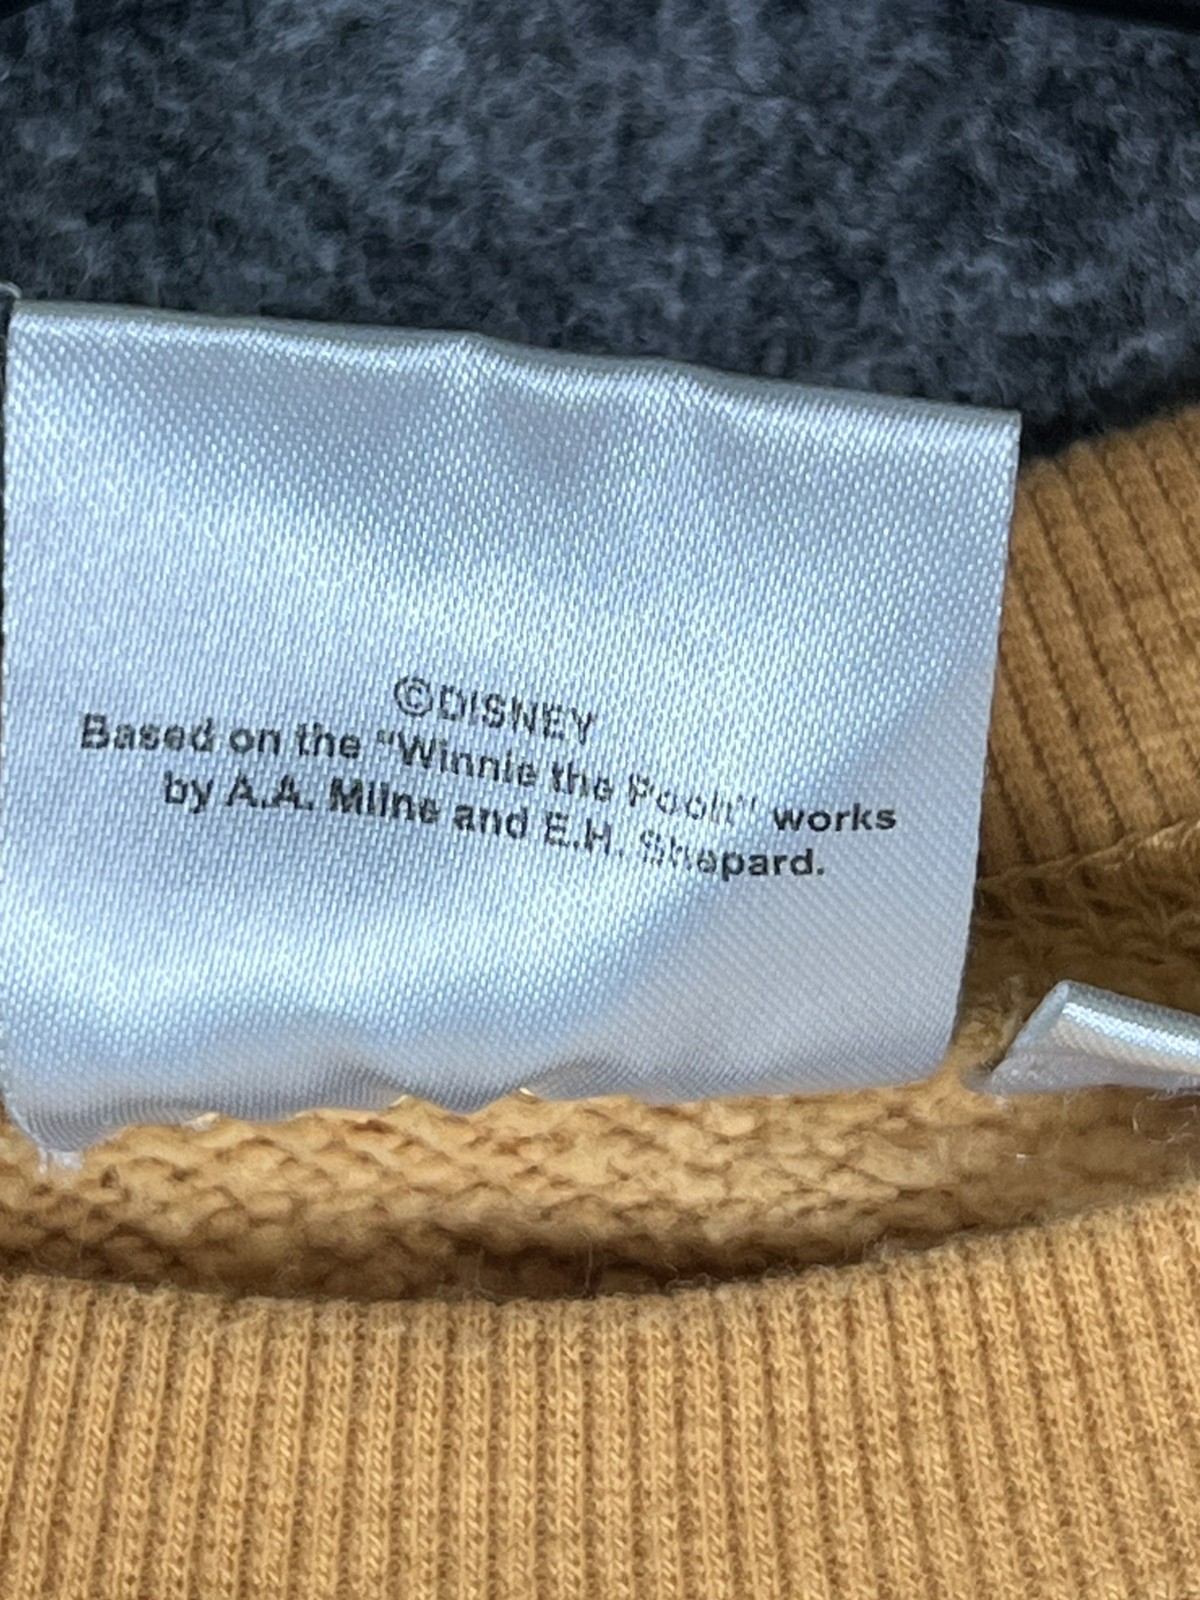 ©DISNEY
Based on the "Winnie the Pooh" works
by A.A. Milne and E.H. Shepard.